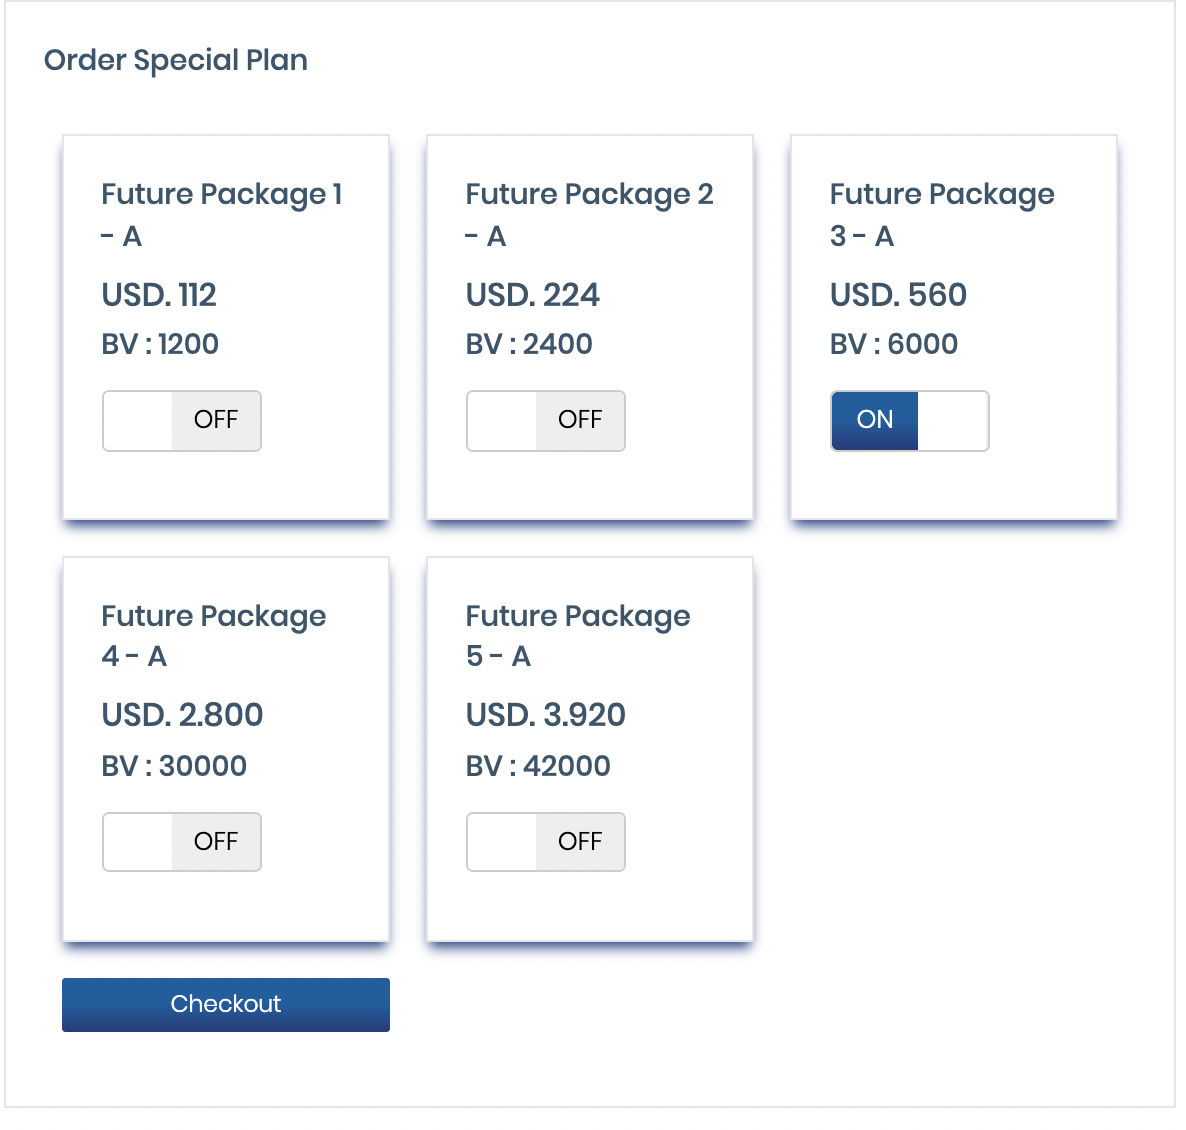 Order Special Plan
Future Package 1
- A
USD. 112
BV : 1200
OFF
Future Package 2
- A
USD. 224
BV : 2400
OFF
Future Package
3 - A
USD. 560
BV : 6000
ON
Future Package
4 - A
USD. 2.800
BV : 30000
OFF
Future Package
5 - A
USD. 3.920
BV : 42000
OFF
Checkout